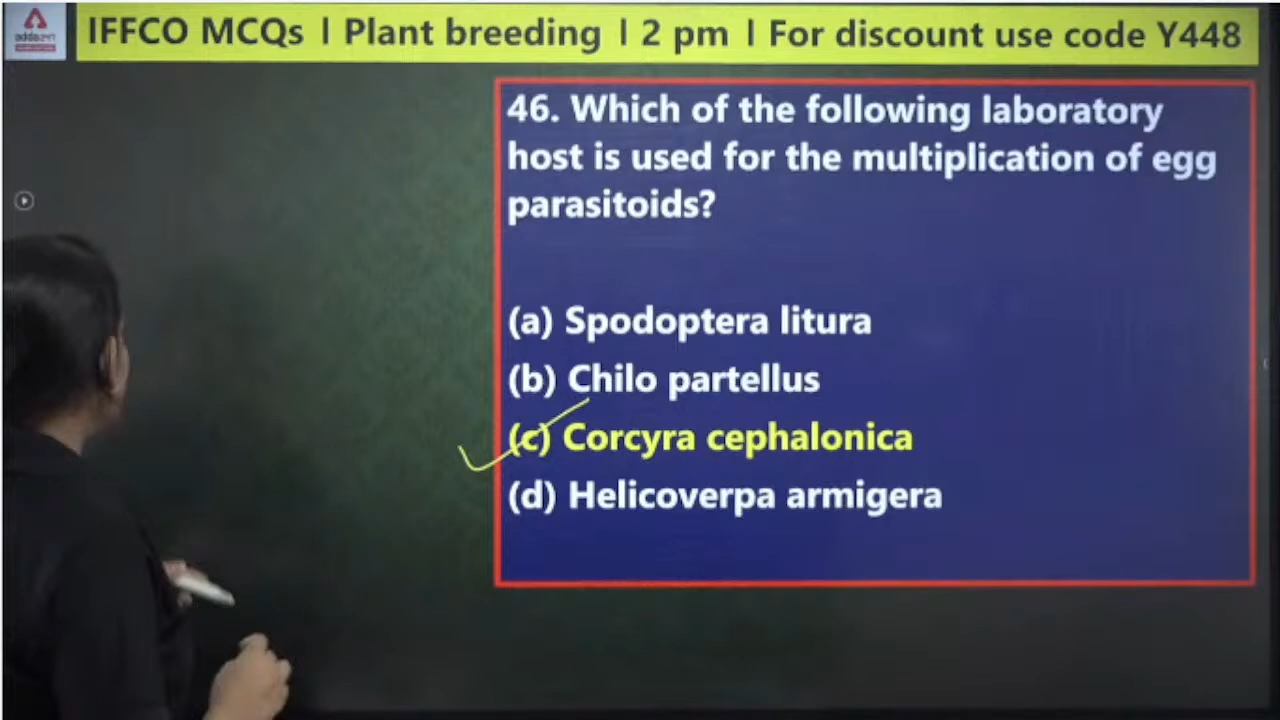 adda247
IFFCO MCQs I Plant breeding I 2 pm I For discount use code Y448
46. Which of the following laboratory
host is used for the multiplication of egg
parasitoids?
(a) Spodoptera litura
(b) Chilo partellus
(c) Corcyra cephalonica
(d) Helicoverpa armigera